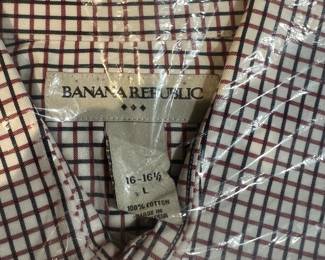 BANANA REPUBLIC
16-16½
L
100% COTTON
MADE IN